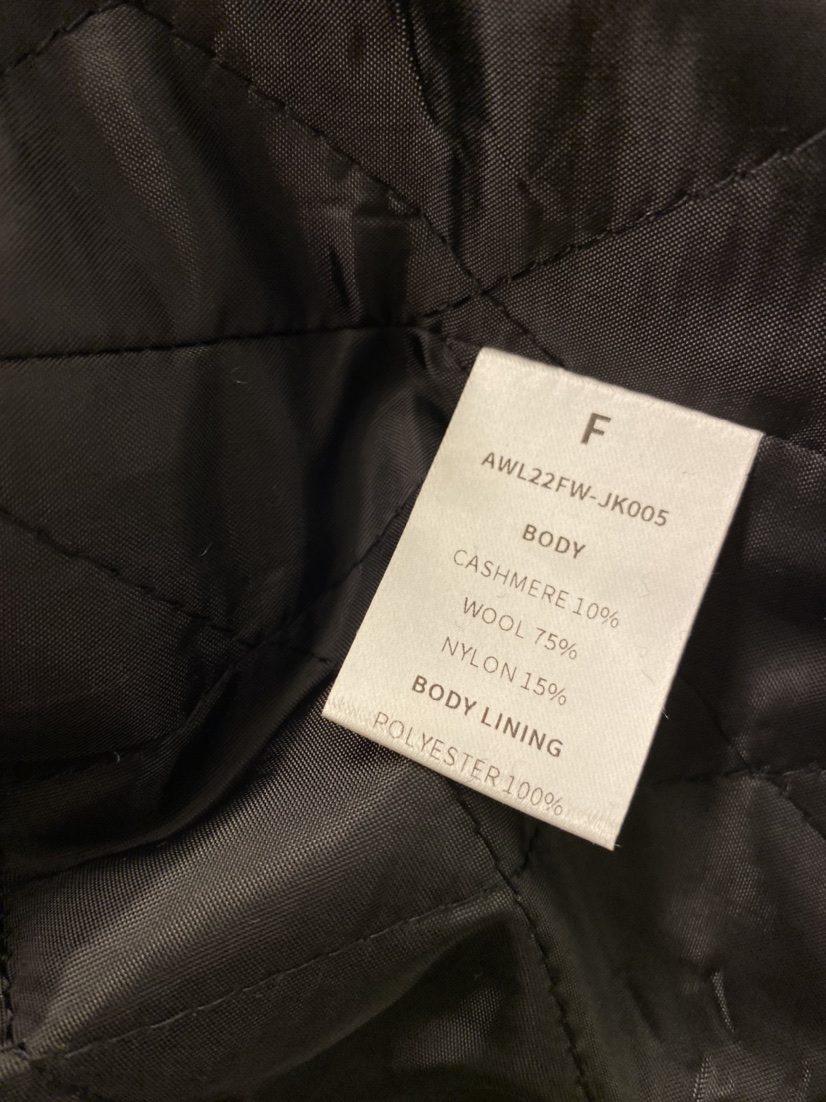 F
AWL22FW-JK005
BODY
CASHMERE 10%
WOOL 75%
NYLON 15%
BODY LINING
POLYESTER 100%